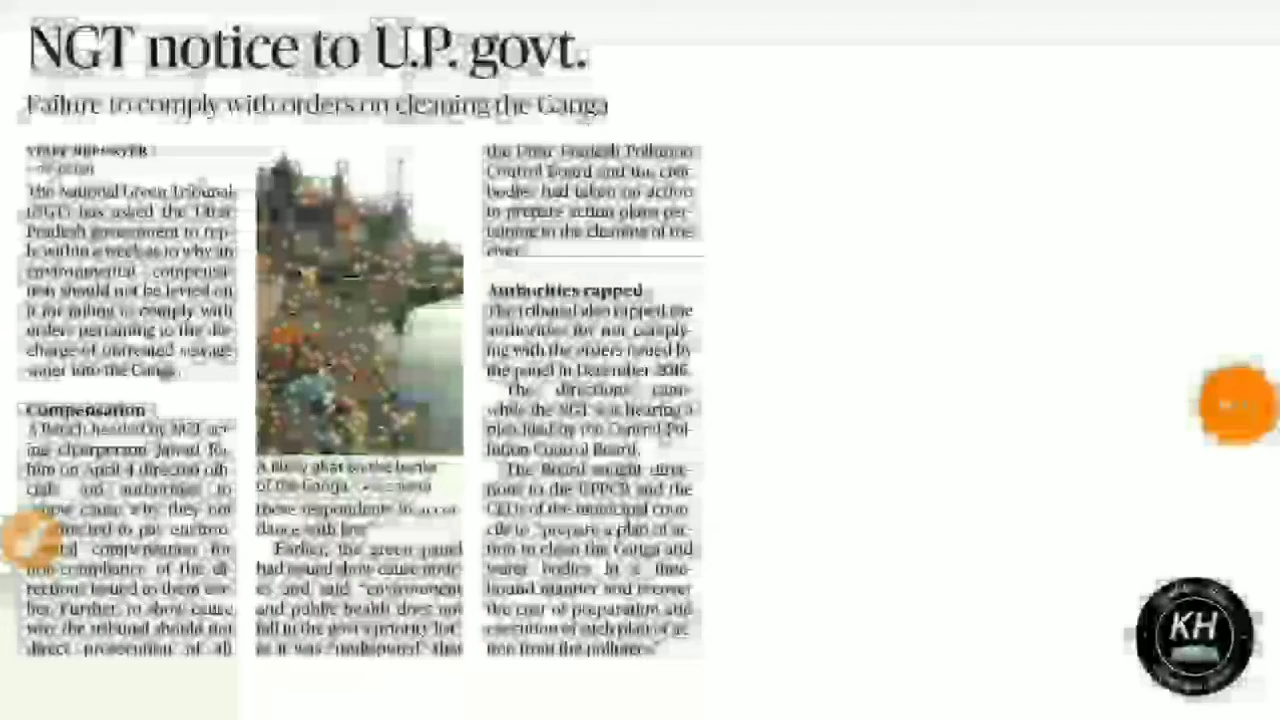 NGT notice to U.P. govt.
Failure to comply with orders on cleaning the Ganga
STAFF REPORTER
The National Green Tribunal
(NGT) has asked the Uttar
Pradesh government to rep-
ly within a week as to why an
environmental compensa-
tion should not be levied on
it for failing to comply with
orders pertaining to the dis-
charge of untreated sewage
water into the Ganga.
Compensation
A Bench headed by NGT act-
ing chairperson Jawad Ra-
him on April 4 directed offi-
cials and authorities to
show cause why they not
directed to pay environ-
compensation for
non-compliance of the di-
rections issued to them ear-
lier. Further, to show cause
why the tribunal should not
direct prosecution of all
A ghat on the banks
of the Ganga.
these respondents in accor-
dance with law.
Earlier, the green panel
had issued show-cause notic-
es and said "environment
and public health does not
fall in the govt's priority list"
as it was "undisputed" that
the Uttar Pradesh Pollution
Control Board and the civic
bodies had taken no action
to prepare action plans per-
taining to the cleaning of the
river.
Authorities rapped
The tribunal also rapped the
authorities for not comply-
ing with the orders issued by
the panel in December 2016.
The directions came
while the NGT was hearing a
plea filed by the Central Pol-
lution Control Board.
The Board sought direc-
tions to the UPPCB and the
CEOs of the municipal coun-
cils to "prepare a plan of ac-
tion to clean the Ganga and
water bodies in a time-
bound manner and recover
the cost of preparation and
execution of such plan of ac-
tion from the polluters."
KH